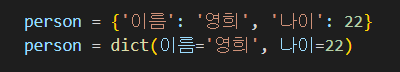 person = {'이름': '영희', '나이': 22}
person = dict(이름='영희', 나이=22)